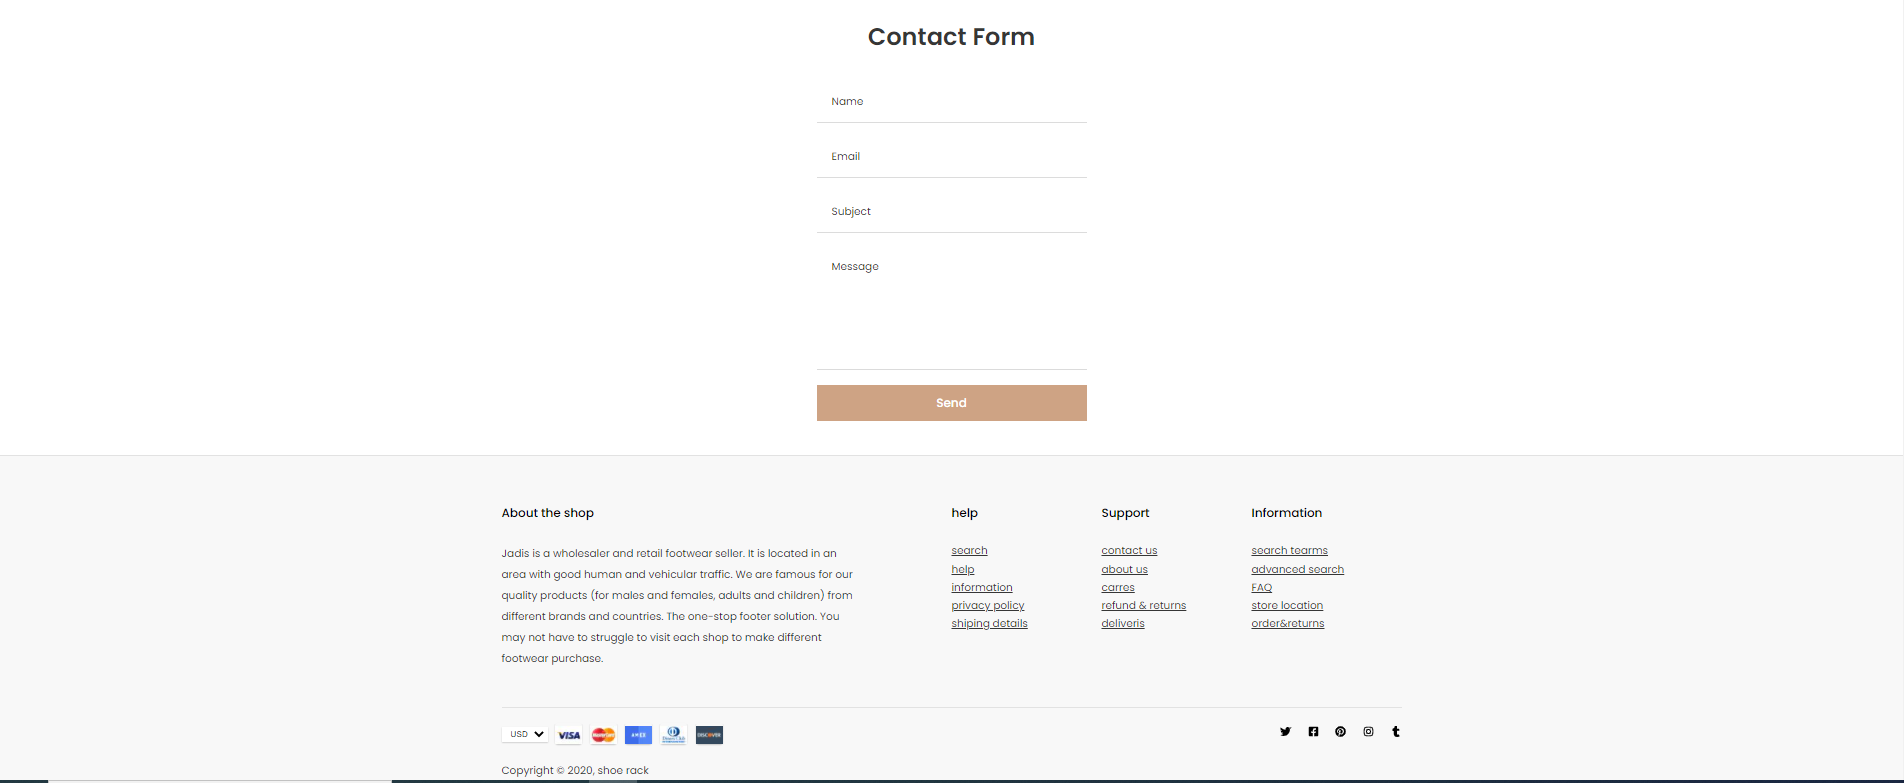 Contact Form
Name
Email
Subject
Message
Send
About the shop
Jadis is a wholesaler and retail footwear seller. It is located in an
area with good human and vehicular traffic. We are famous for our
quality products (for males and females, adults and children) from
different brands and countries. The one-stop footer solution. You
may not have to struggle to visit each shop to make different
footwear purchase.
help
search
help
information
privacy policy
shiping details
Support
contact us
about us
carres
refund & returns
deliveris
Information
search tearms
advanced search
FAQ
store location
order&returns
USD
VISA
MasterCard
AMEX
Diners Club
DISCOVER
Copyright © 2020, shoe rack